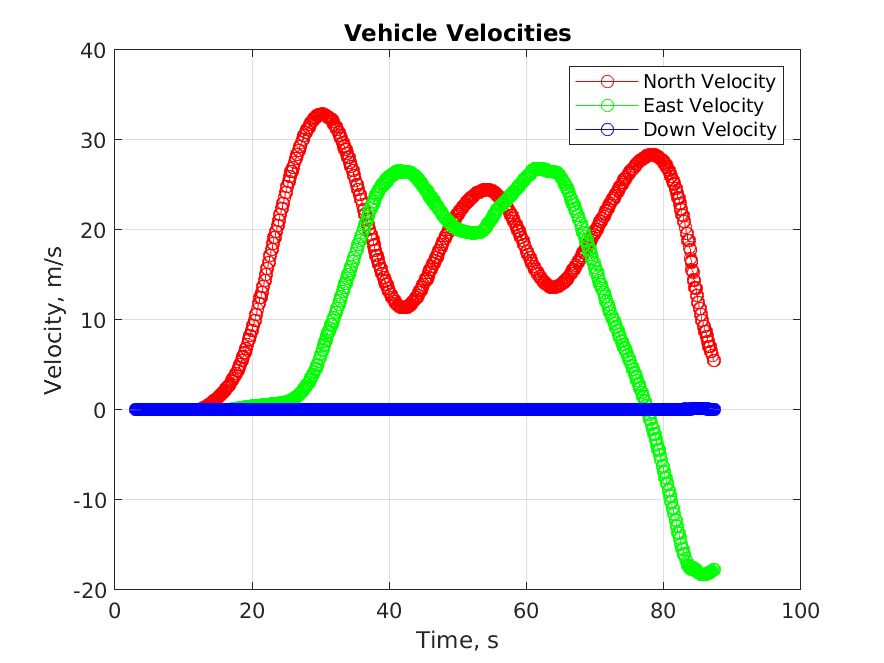 Vehicle Velocities
North Velocity
East Velocity
Down Velocity
40
30
20
10
0
-10
-20
0
20
40
60
80
100
Velocity, m/s
Time, s